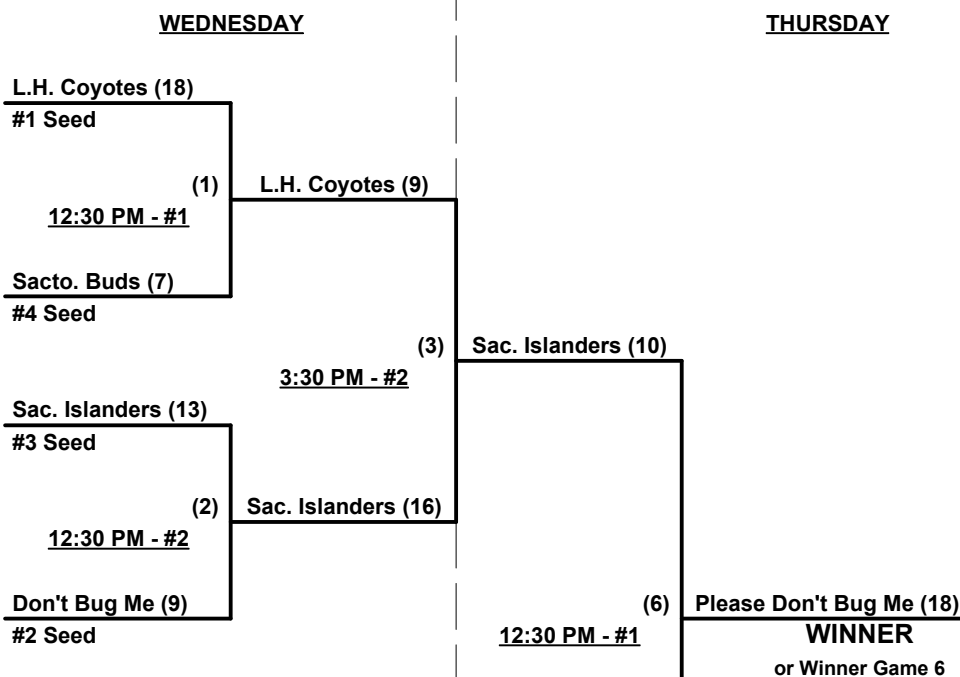 WEDNESDAY
THURSDAY
L.H. Coyotes (18)
#1 Seed
(1)
L.H. Coyotes (9)
12:30 PM - #1
Sacto. Buds (7)
#4 Seed
(3)
Sac. Islanders (10)
3:30 PM - #2
Sac. Islanders (13)
#3 Seed
(2)
Sac. Islanders (16)
12:30 PM - #2
Don't Bug Me (9)
#2 Seed
(6)
Please Don't Bug Me (18)
12:30 PM - #1
WINNER
or Winner Game 6